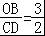 OB/CD = 3/2